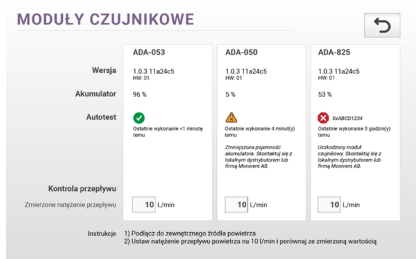 MODUŁY CZUJNIKOWE
ADA-053 ADA-050 ADA-825
Wersja 1.0.3 11a24c5 1.0.3 11a24c5 1.0.3 11a24c5
HW: 01 HW: 01 HW: 01
Akumulator 96 % 5 % 53 %
Autotest 0xABCD1234
Ostatnie wykonanie <1 minutę Ostatnie wykonanie 4 minut(y) Ostatnie wykonanie 3 godzin(y)
temu temu temu
Zmniejszona pojemność Uszkodzony moduł
akumulatora. Skontaktuj się z czujnikowy. Skontaktuj się z
lokalnym dystrybutorem lub lokalnym dystrybutorem lub
firmą Monivent AB. firmą Monivent AB.
Kontrola przepływu
Zmierzone natężenie przepływu 10 L/min 10 L/min 10 L/min
Instrukcje 1) Podłącz do zewnętrznego źródła powietrza
2) Ustaw natężenie przepływu powietrza na 10 l/min i porównaj ze zmierzoną wartością